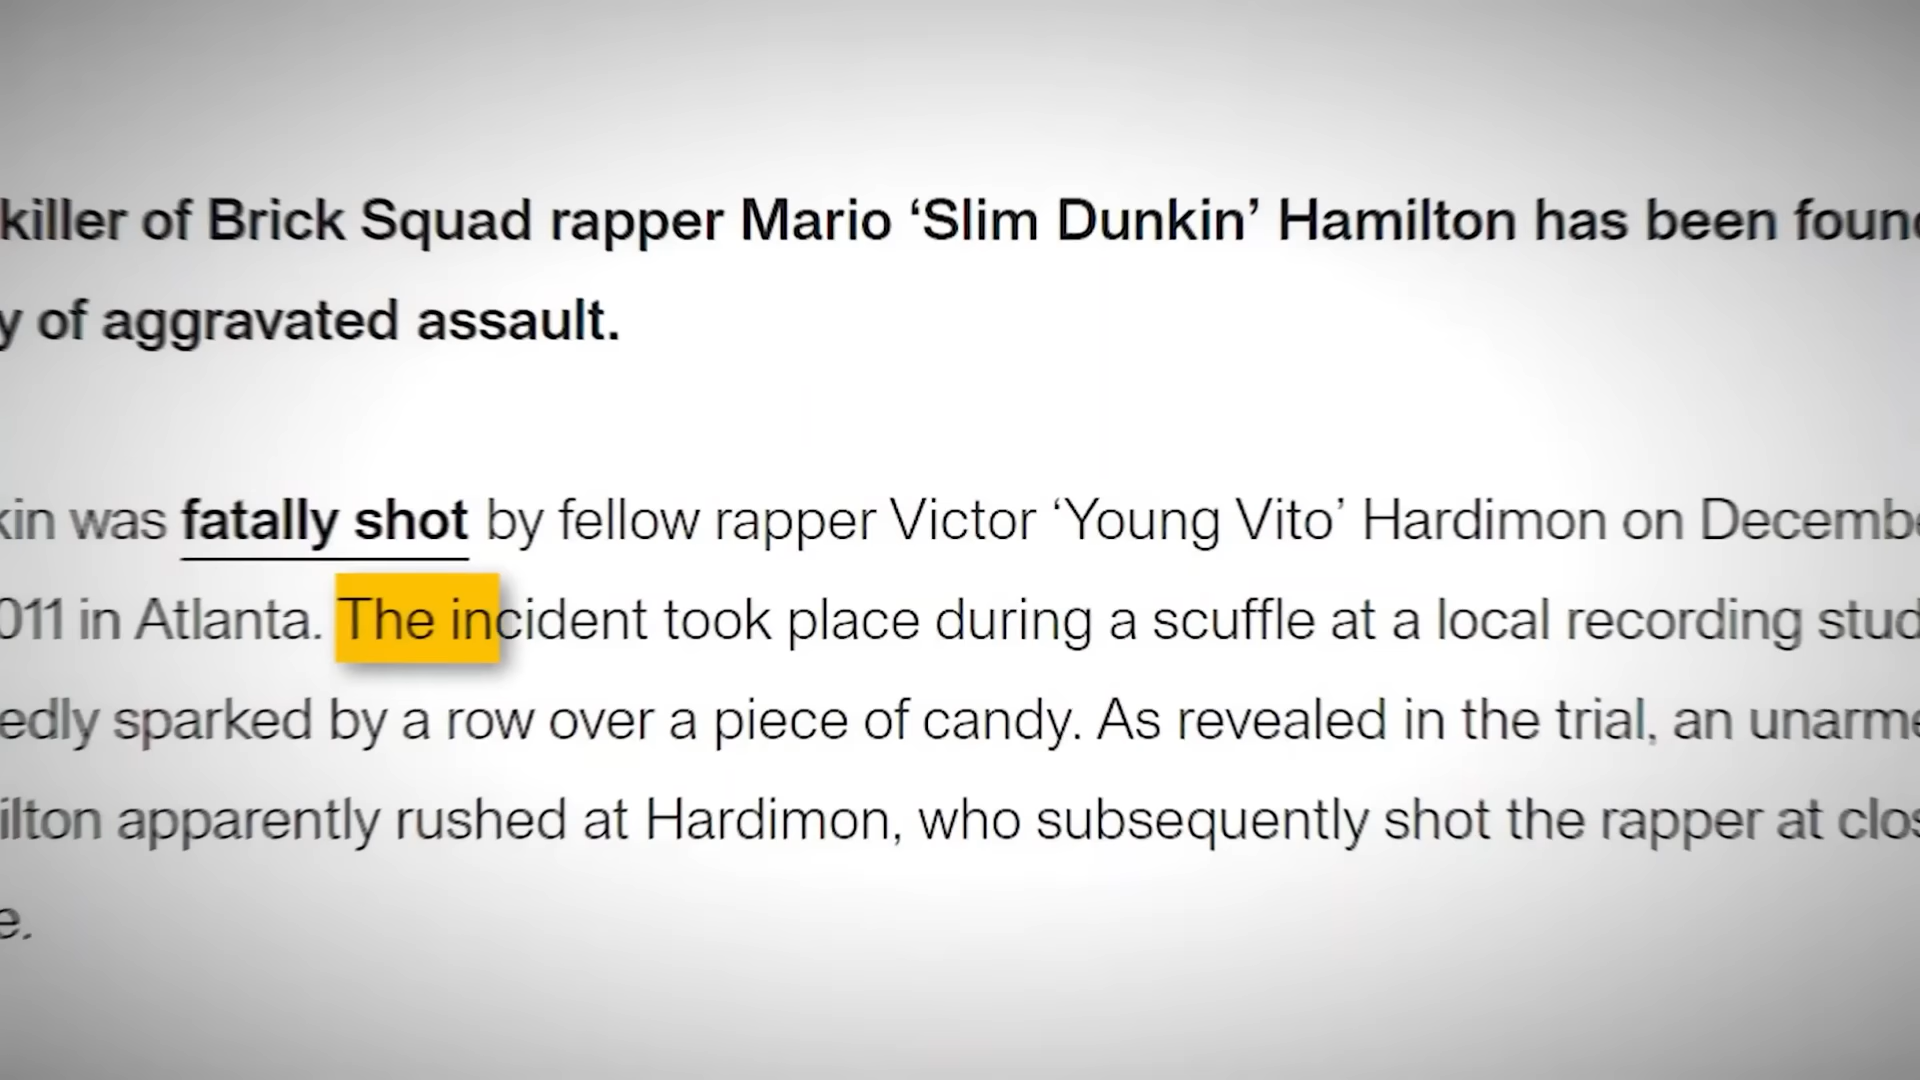 killer of Brick Squad rapper Mario ‘Slim Dunkin’ Hamilton has been foun
y of aggravated assault.
kin was fatally shot by fellow rapper Victor ‘Young Vito’ Hardimon on Decemb
011 in Atlanta. The incident took place during a scuffle at a local recording stud
edly sparked by a row over a piece of candy. As revealed in the trial, an unarme
ilton apparently rushed at Hardimon, who subsequently shot the rapper at clos
e.